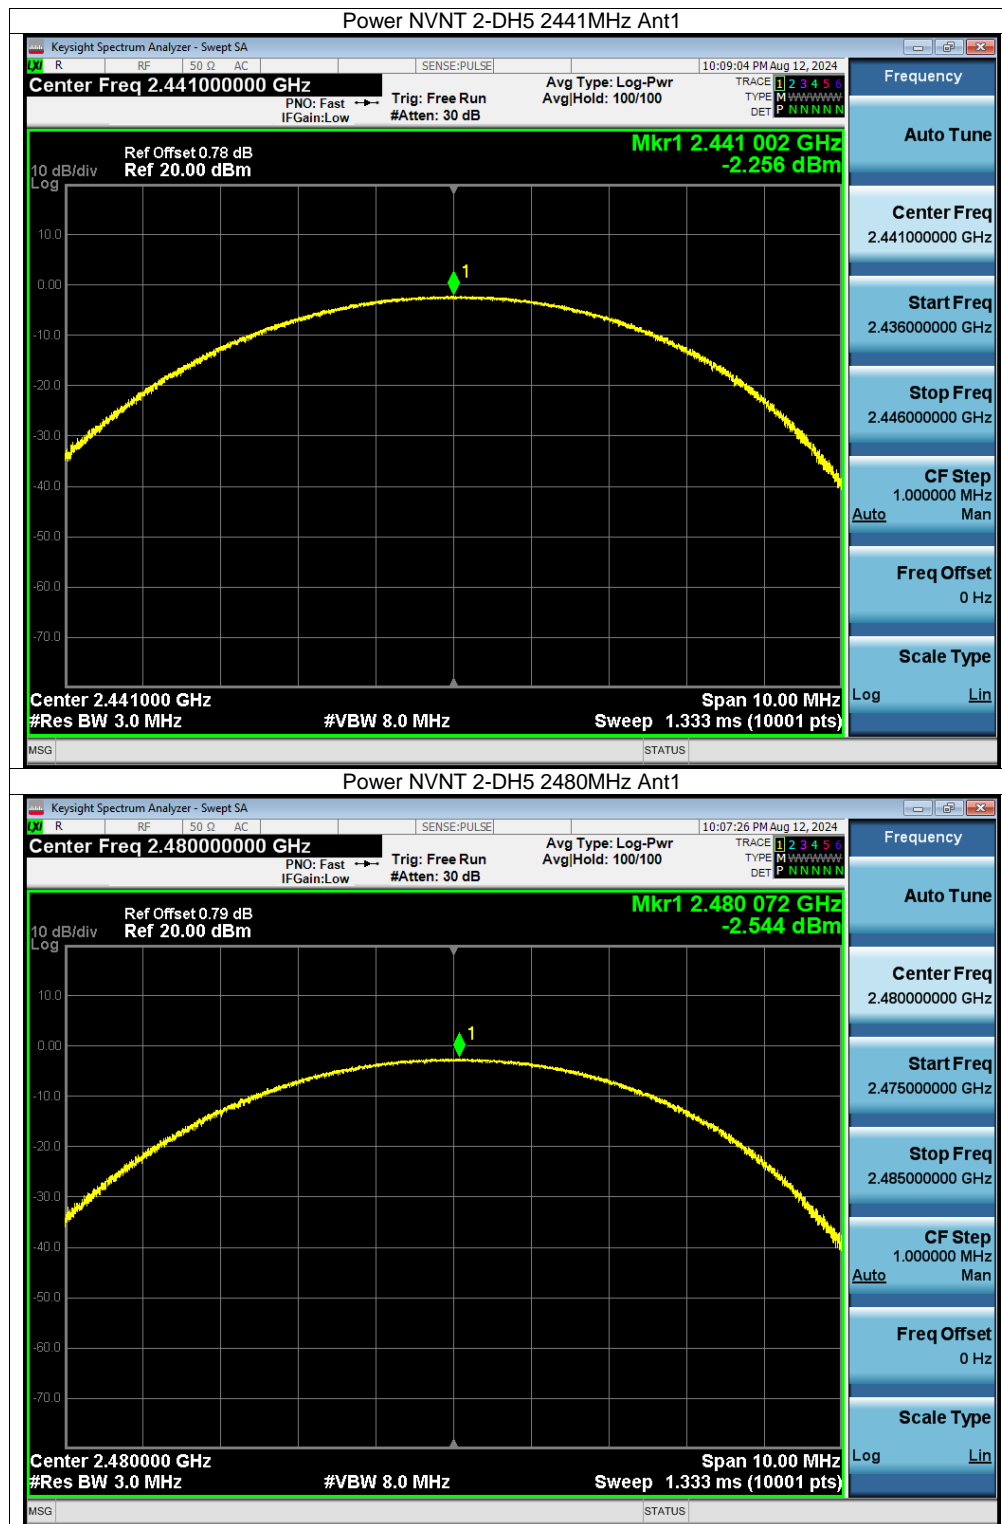 Power NVNT 2-DH5 2441MHz Ant1
Keysight Spectrum Analyzer - Swept SA
LXI R RF 50 Ω AC SENSE:PULSE 10:09:04 PM Aug 12, 2024
Center Freq 2.441000000 GHz
PNO: Fast
IFGain:Low
Trig: Free Run
#Atten: 30 dB
Avg Type: Log-Pwr
Avg|Hold: 100/100
TRACE 1 2 3 4 5 6
TYPE M WWWWW
DET P N N N N N
Frequency
Mkr1 2.441 002 GHz
-2.256 dBm
Ref Offset 0.78 dB
10 dB/div Ref 20.00 dBm
Log
10.0
0.00
-10.0
-20.0
-30.0
-40.0
-50.0
-60.0
-70.0
1
Center 2.441000 GHz Span 10.00 MHz
#Res BW 3.0 MHz #VBW 8.0 MHz Sweep 1.333 ms (10001 pts)
Auto Tune
Center Freq
2.441000000 GHz
Start Freq
2.436000000 GHz
Stop Freq
2.446000000 GHz
CF Step
1.000000 MHz
Auto Man
Freq Offset
0 Hz
Scale Type
Log Lin
MSG STATUS
Power NVNT 2-DH5 2480MHz Ant1
Keysight Spectrum Analyzer - Swept SA
LXI R RF 50 Ω AC SENSE:PULSE 10:07:26 PM Aug 12, 2024
Center Freq 2.480000000 GHz
PNO: Fast
IFGain:Low
Trig: Free Run
#Atten: 30 dB
Avg Type: Log-Pwr
Avg|Hold: 100/100
TRACE 1 2 3 4 5 6
TYPE M WWWWW
DET P N N N N N
Frequency
Mkr1 2.480 072 GHz
-2.544 dBm
Ref Offset 0.79 dB
10 dB/div Ref 20.00 dBm
Log
10.0
0.00
-10.0
-20.0
-30.0
-40.0
-50.0
-60.0
-70.0
1
Center 2.480000 GHz Span 10.00 MHz
#Res BW 3.0 MHz #VBW 8.0 MHz Sweep 1.333 ms (10001 pts)
Auto Tune
Center Freq
2.480000000 GHz
Start Freq
2.475000000 GHz
Stop Freq
2.485000000 GHz
CF Step
1.000000 MHz
Auto Man
Freq Offset
0 Hz
Scale Type
Log Lin
MSG STATUS